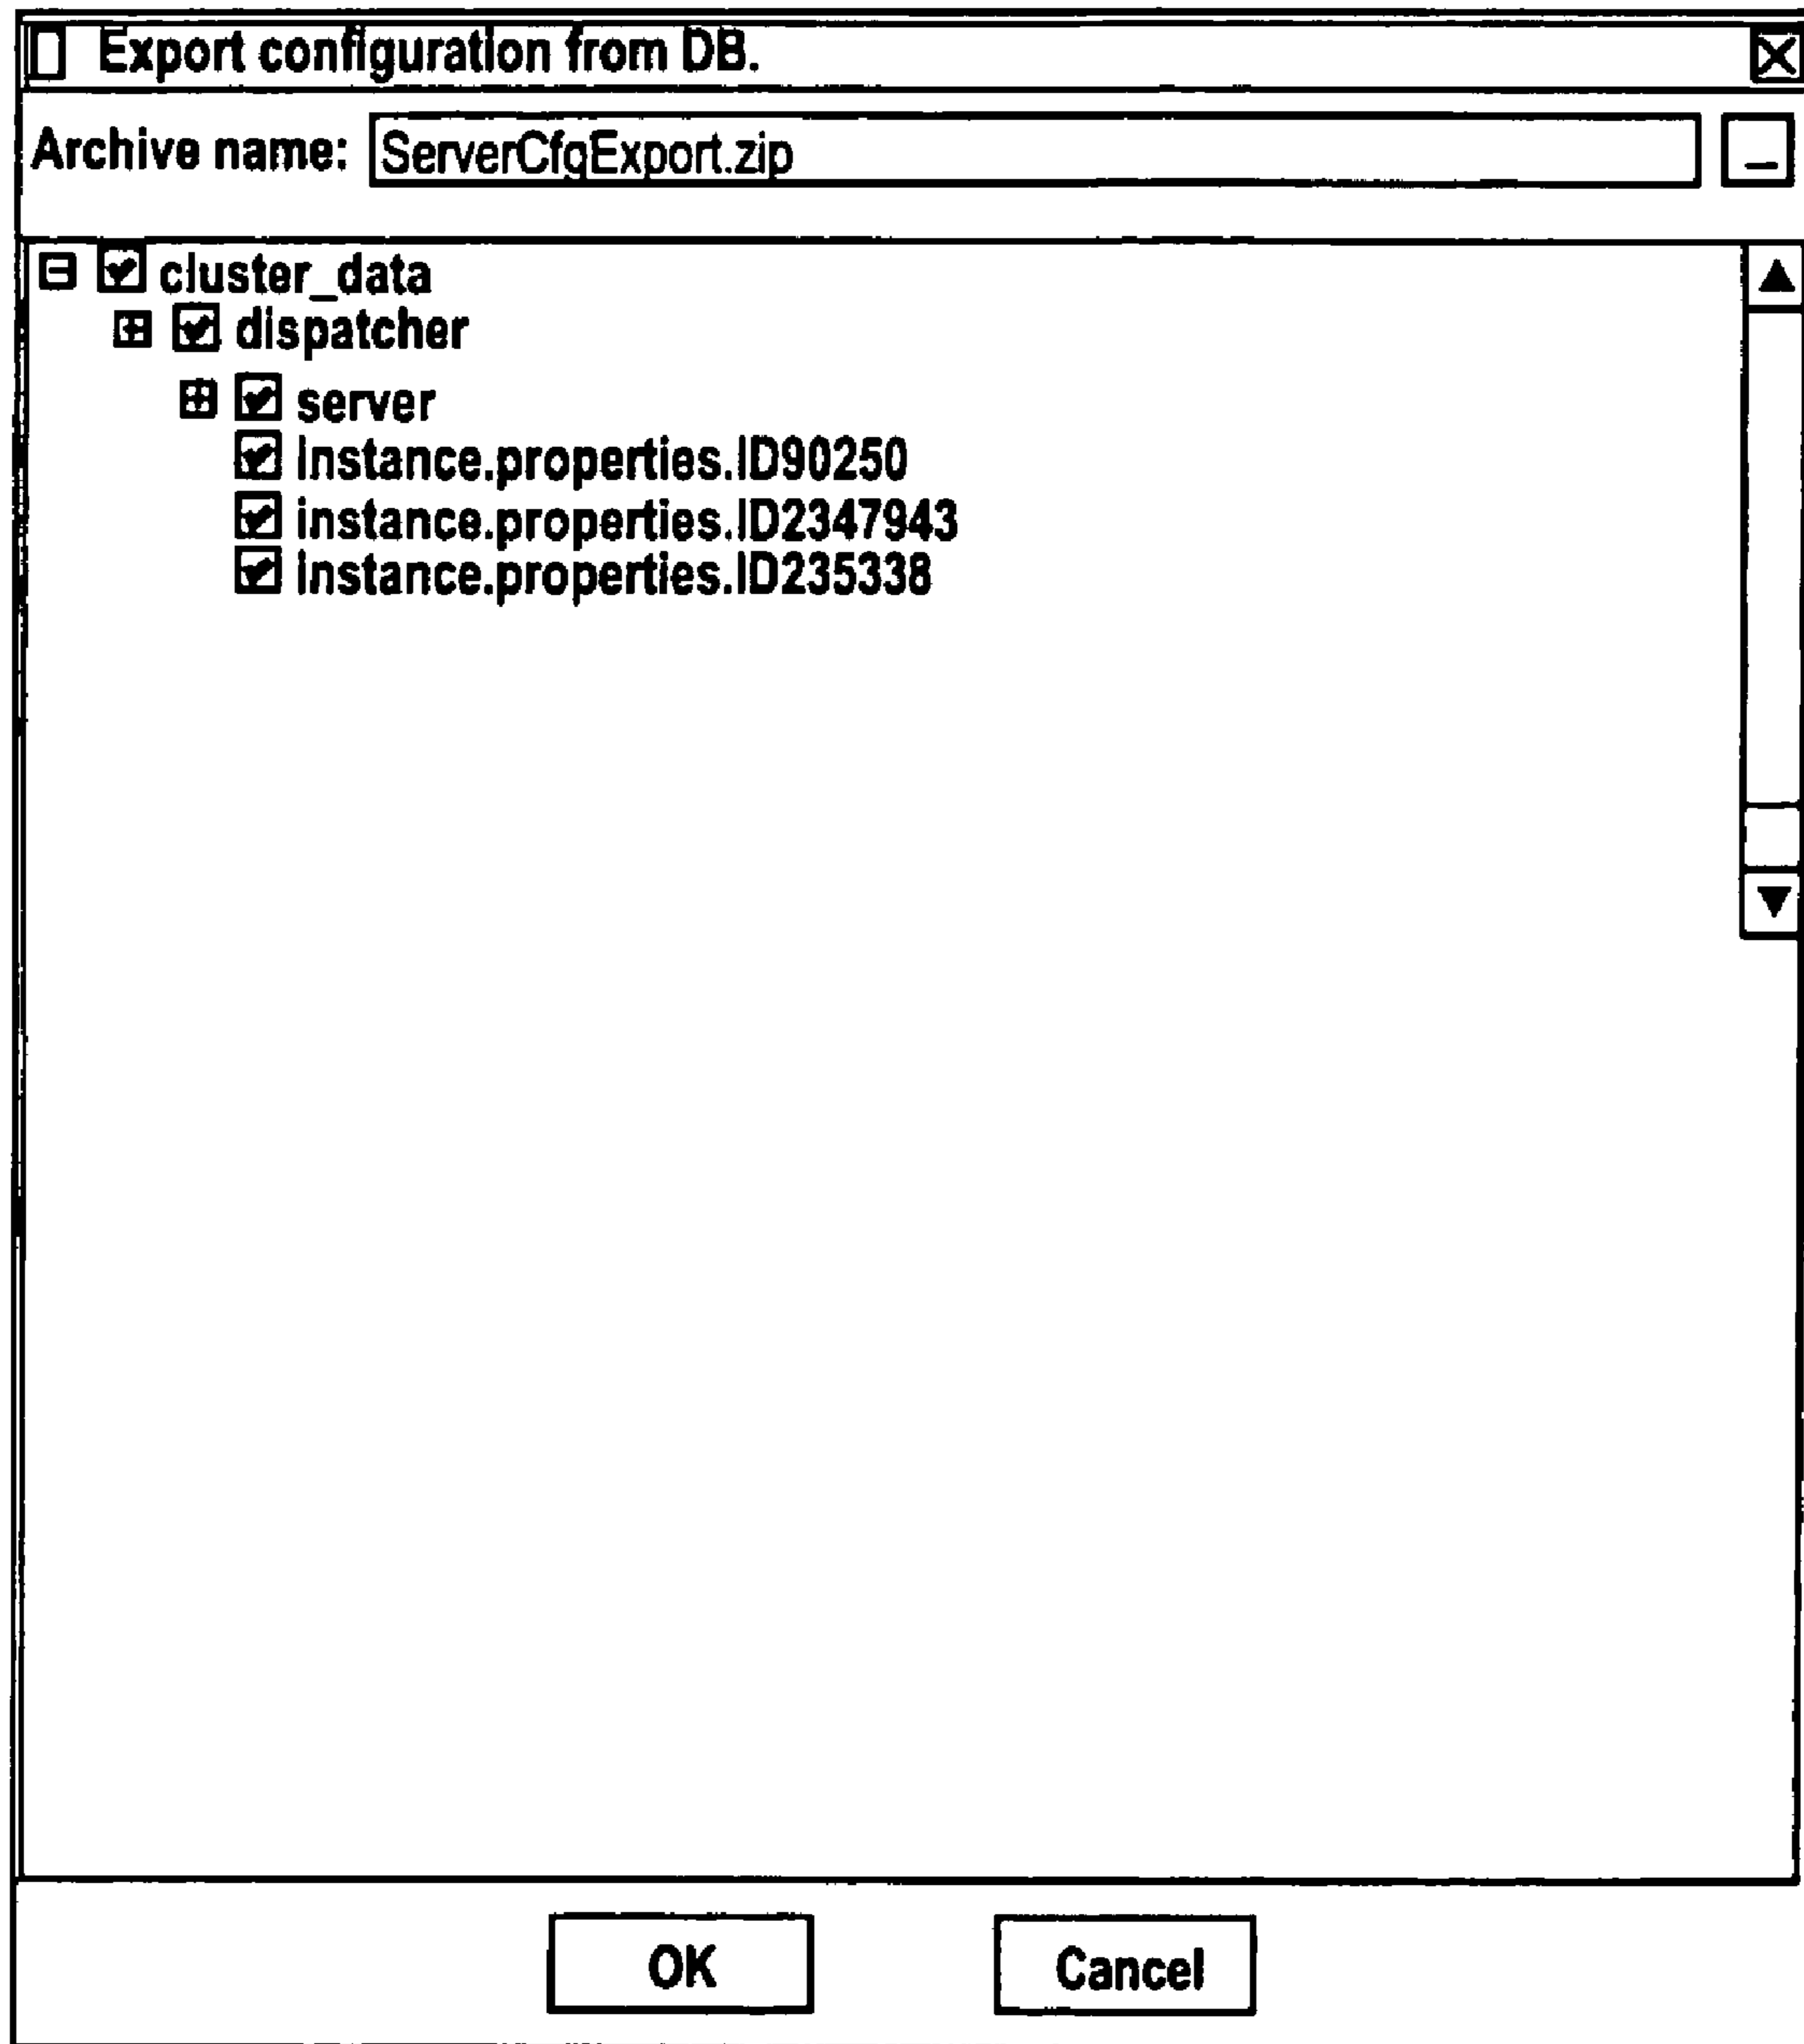 Export configuration from DB.
Archive name: ServerCfgExport.zip
cluster_data
dispatcher
server
instance.properties.ID90250
instance.properties.ID2347943
instance.properties.ID235338
OK Cancel